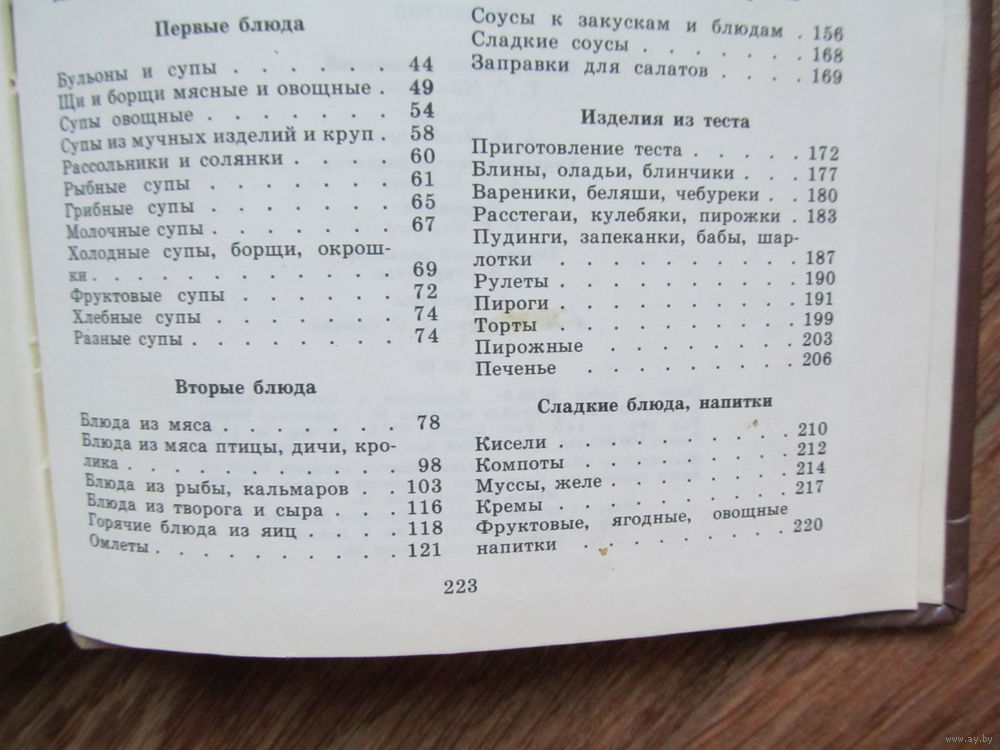 Первые блюда
Бульоны и супы . . . . . . 44
Щи и борщи мясные и овощные . 49
Супы овощные . . . . . . . 54
Супы из мучных изделий и круп . 58
Рассольники и солянки . . . . 60
Рыбные супы . . . . . . . 61
Грибные супы . . . . . . . 65
Молочные супы . . . . . . . 67
Холодные супы, борщи, окрош-
ки . . . . . . . . . . . . 69
Фруктовые супы . . . . . . 72
Хлебные супы . . . . . . . 74
Разные супы . . . . . . . . 74
Вторые блюда
Блюда из мяса . . . . . . . 78
Блюда из мяса птицы, дичи, кро-
лика . . . . . . . . . . . 98
Блюда из рыбы, кальмаров . . 103
Блюда из творога и сыра . . . 116
Горячие блюда из яиц . . . . 118
Омлеты . . . . . . . . . . 121
Соусы к закускам и блюдам . 156
Сладкие соусы . . . . . . 168
Заправки для салатов . . . . 169
Изделия из теста
Приготовление теста . . . . . 172
Блины, оладьи, блинчики . . . 177
Вареники, беляши, чебуреки . . 180
Расстегаи, кулебяки, пирожки . 183
Пудинги, запеканки, бабы, шар-
лотки . . . . . . . . . 187
Рулеты . . . . . . . . . 190
Пироги . . . . . . . . . 191
Торты . . . . . . . . . 199
Пирожные . . . . . . . 203
Печенье . . . . . . . . 206
Сладкие блюда, напитки
Кисели . . . . . . . . 210
Компоты . . . . . . . . 212
Муссы, желе . . . . . . . 214
Кремы . . . . . . . . . 217
Фруктовые, ягодные, овощные
напитки . . . . . . . . . 220
223
www.ay.by